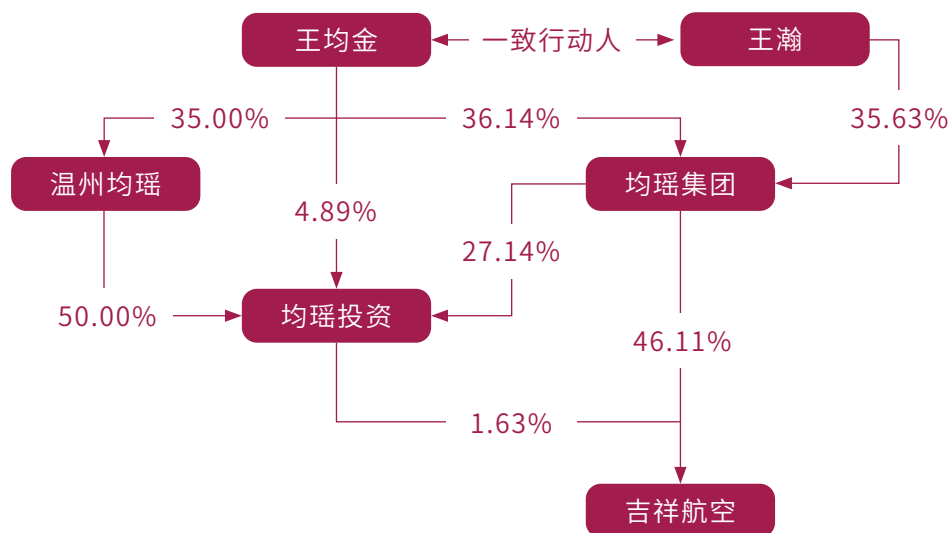 王均金
一致行动人
王瀚
35.00%
36.14%
35.63%
温州均瑶
均瑶集团
4.89%
27.14%
50.00%
均瑶投资
46.11%
1.63%
吉祥航空